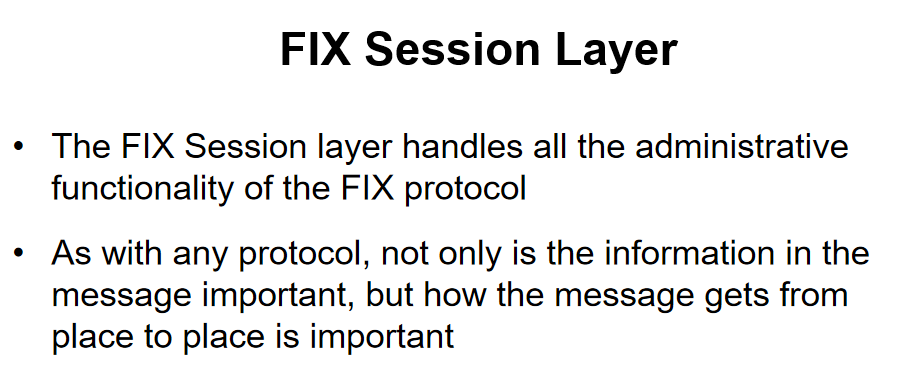 FIX Session Layer
• The FIX Session layer handles all the administrative
functionality of the FIX protocol
• As with any protocol, not only is the information in the
message important, but how the message gets from
place to place is important